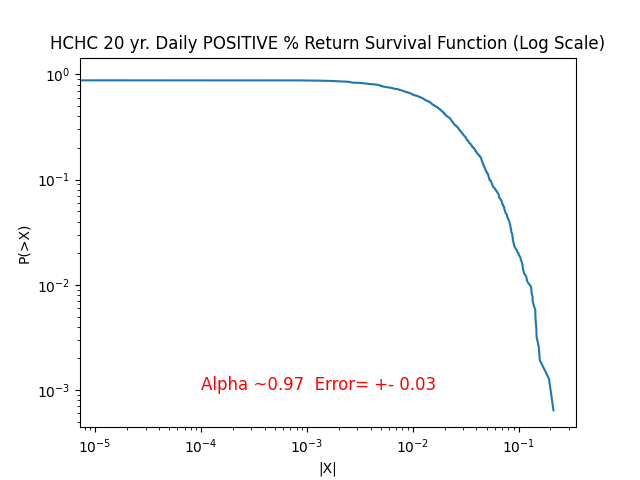 HCHC 20 yr. Daily POSITIVE % Return Survival Function (Log Scale)
10⁰
10⁻¹
10⁻²
10⁻³
P(>X)
Alpha ~0.97  Error= +- 0.03
10⁻⁵ 10⁻⁴ 10⁻³ 10⁻² 10⁻¹
|X|